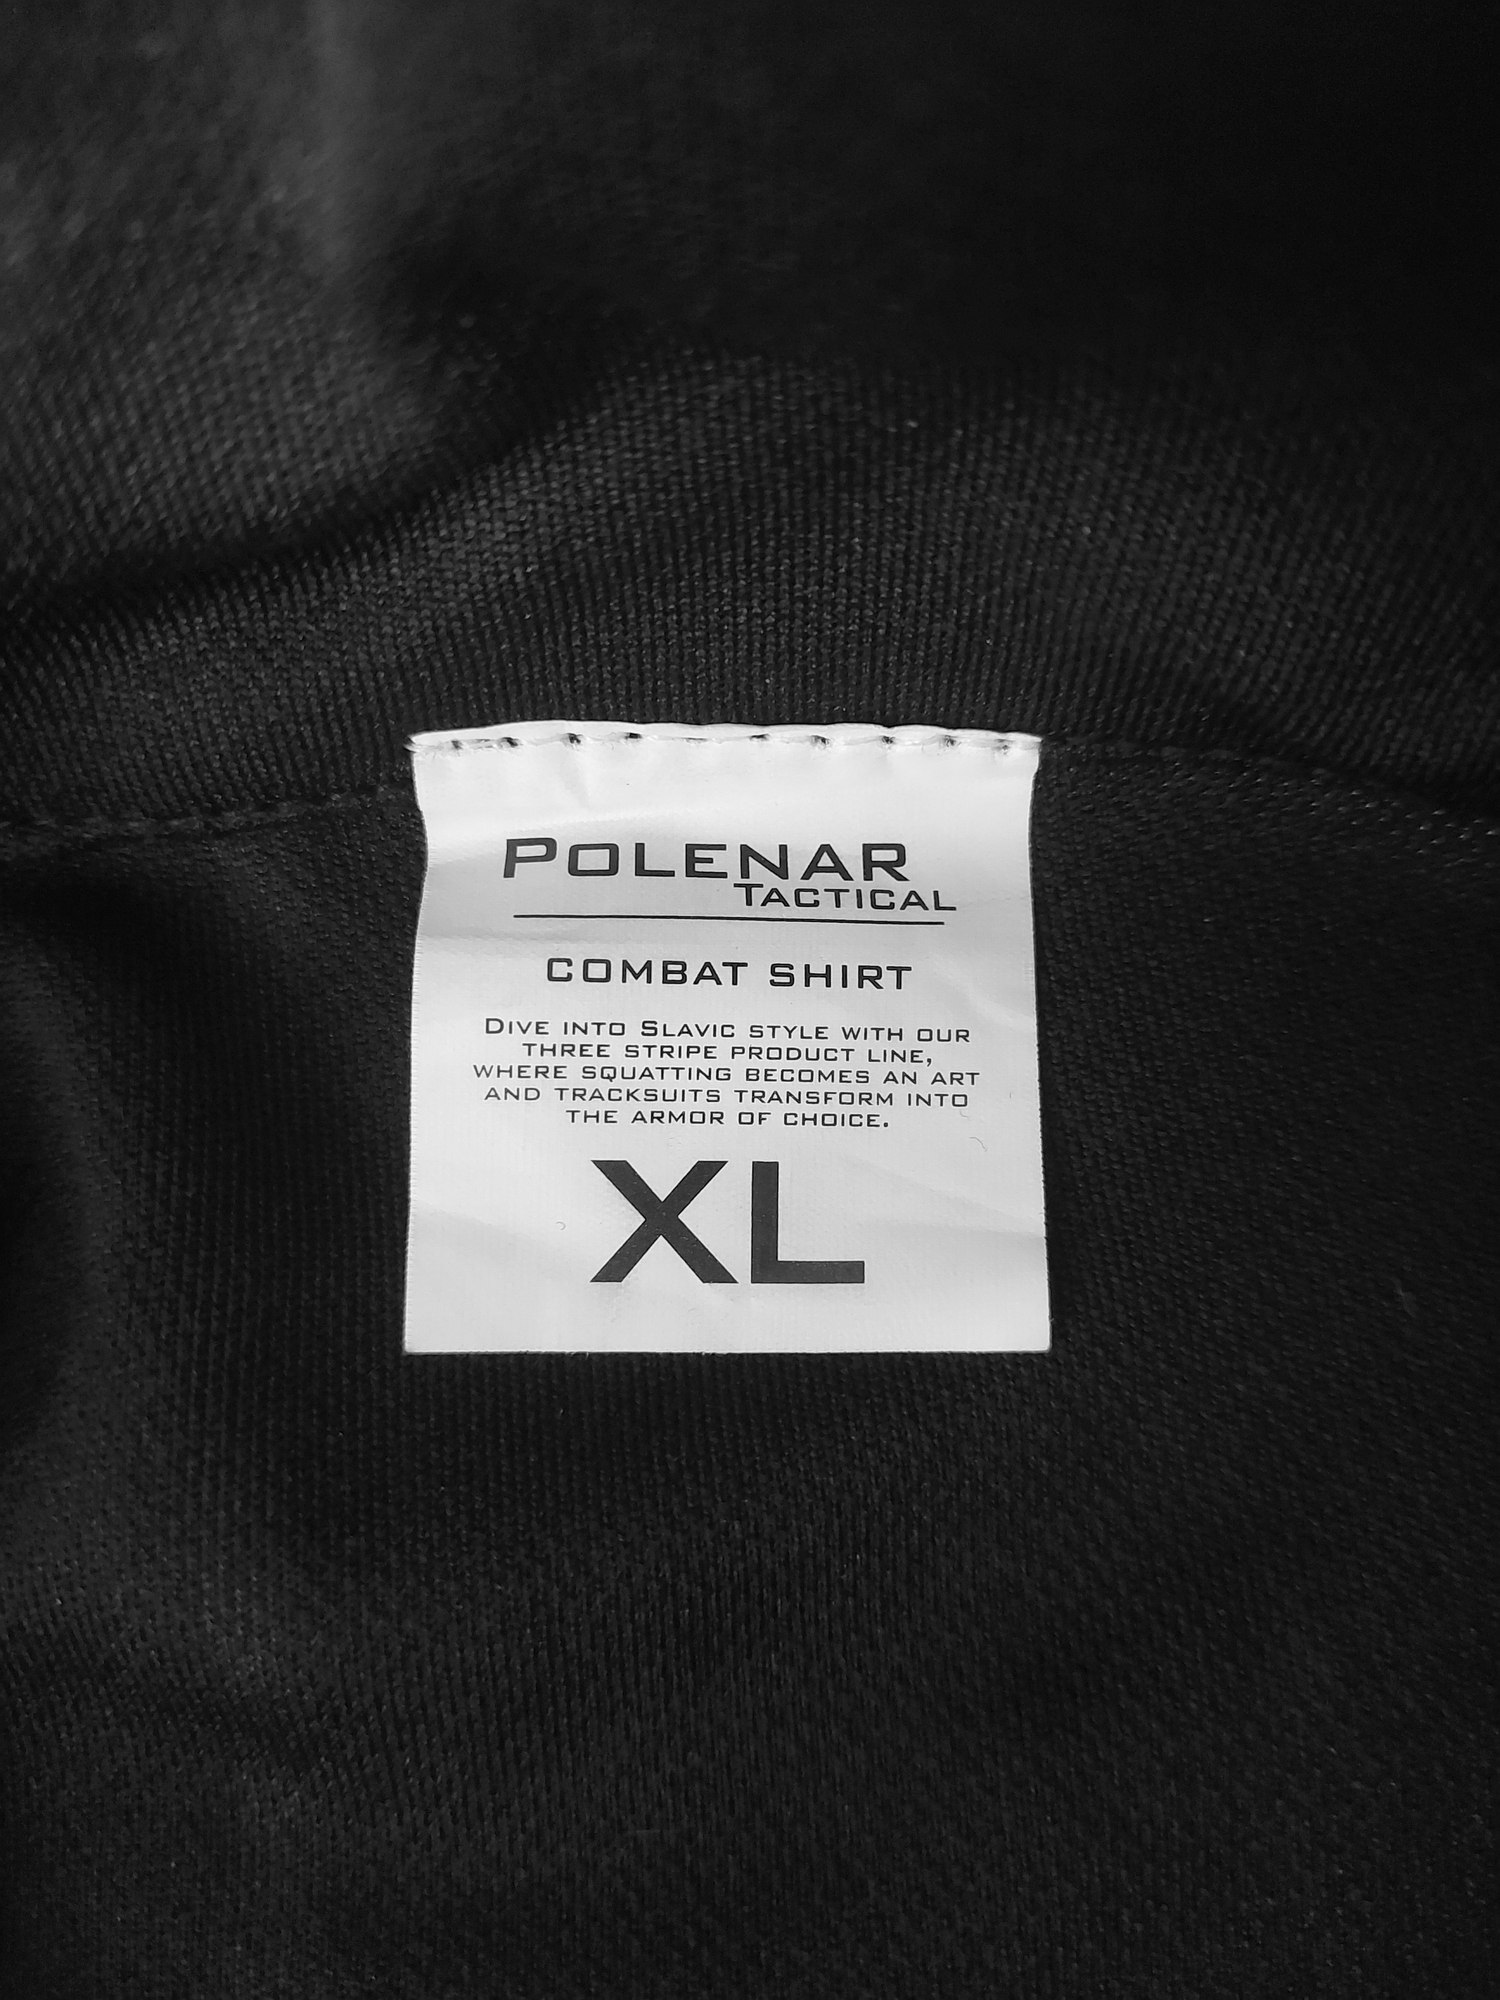 POLENAR
TACTICAL
COMBAT SHIRT
DIVE INTO SLAVIC STYLE WITH OUR
THREE STRIPE PRODUCT LINE,
WHERE SQUATTING BECOMES AN ART
AND TRACKSUITS TRANSFORM INTO
THE ARMOR OF CHOICE.
XL